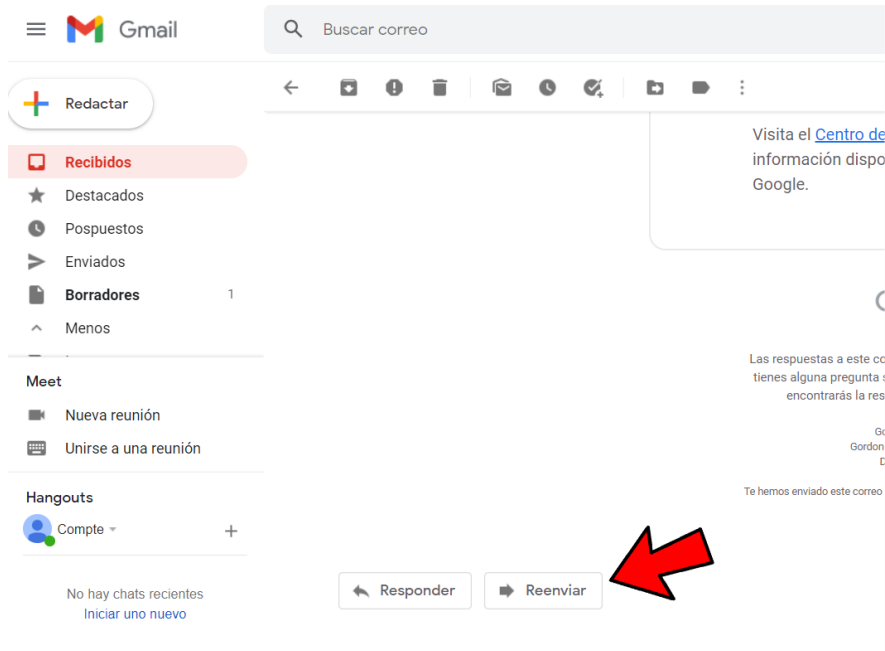 Gmail
Buscar correo
Redactar
Recibidos
Destacados
Pospuestos
Enviados
Borradores 1
Menos
Meet
Nueva reunión
Unirse a una reunión
Hangouts
Compte
No hay chats recientes
Iniciar uno nuevo
Visita el Centro de
información dispo
Google.
Las respuestas a este co
tienes alguna pregunta s
encontrarás la res
Go
Gordon
D
Te hemos enviado este correo
Responder
Reenviar